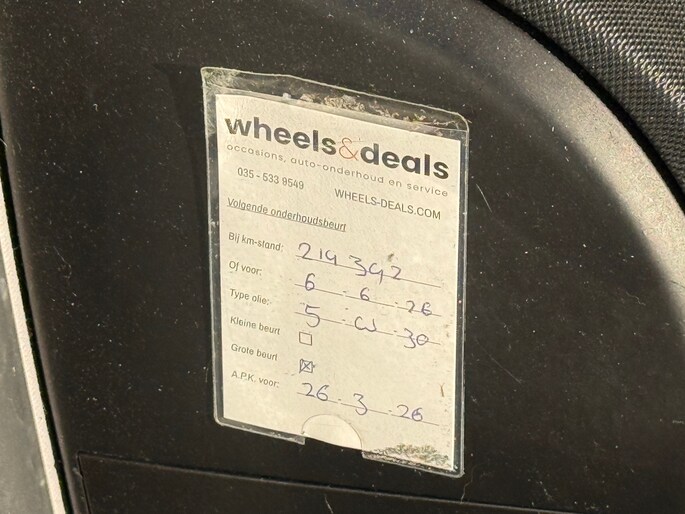 wheels&deals
occasions, auto-onderhoud en service
035 - 533 9549 WHEELS-DEALS.COM
Volgende onderhoudsbeurt
Bij km-stand: 214 392
Of voor: 6 - 6 - 26
Type olie: 5 - W - 30
Kleine beurt ☐
Grote beurt ☒
A.P.K. voor: 26 - 3 - 26